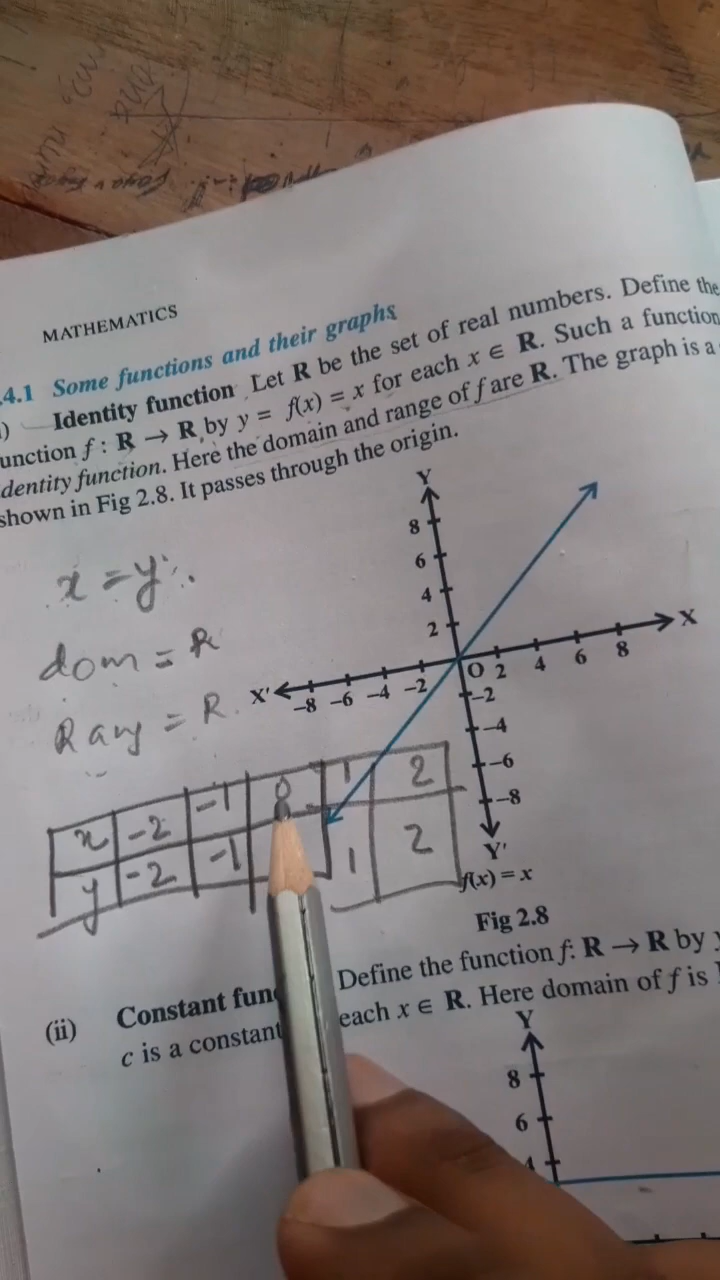 MATHEMATICS
.4.1 Some functions and their graphs
) Identity function Let R be the set of real numbers. Define the
unction f : R → R by y = f(x) = x for each x ∈ R. Such a function
dentity function. Here the domain and range of f are R. The graph is a
shown in Fig 2.8. It passes through the origin.
x = y
dom = R
Rang = R.
Y
8
6
4
2
X' -8 -6 -4 -2 O 2 4 6 8 X
-2
-4
-6
-8
Y'
x -2 -1 0 1 2
y -2 -1 1 2
f(x) = x
Fig 2.8
(ii) Constant fun Define the function f: R → R by y
c is a constant each x ∈ R. Here domain of f is
Y
8
6
4